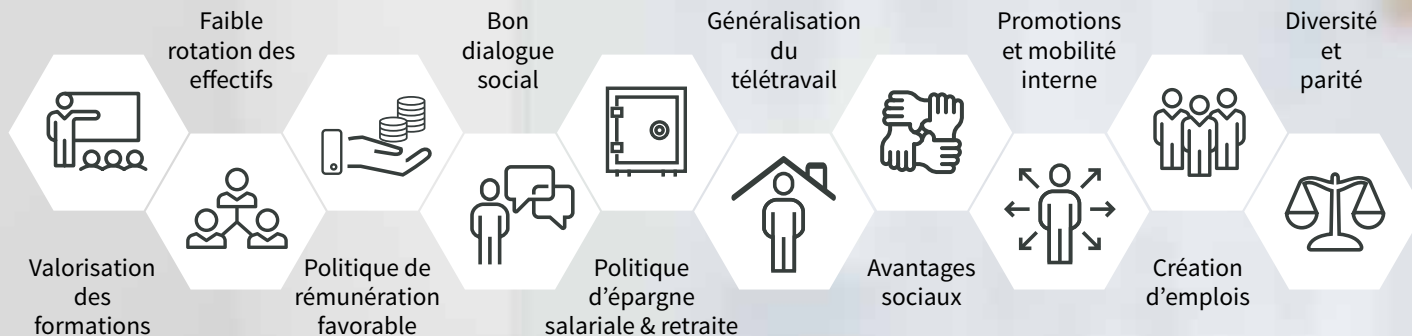 Faible
rotation des
effectifs
Bon
dialogue
social
Généralisation
du
télétravail
Promotions
et mobilité
interne
Diversité
et
parité
Valorisation
des
formations
Politique de
rémunération
favorable
Politique
d’épargne
salariale & retraite
Avantages
sociaux
Création
d’emplois